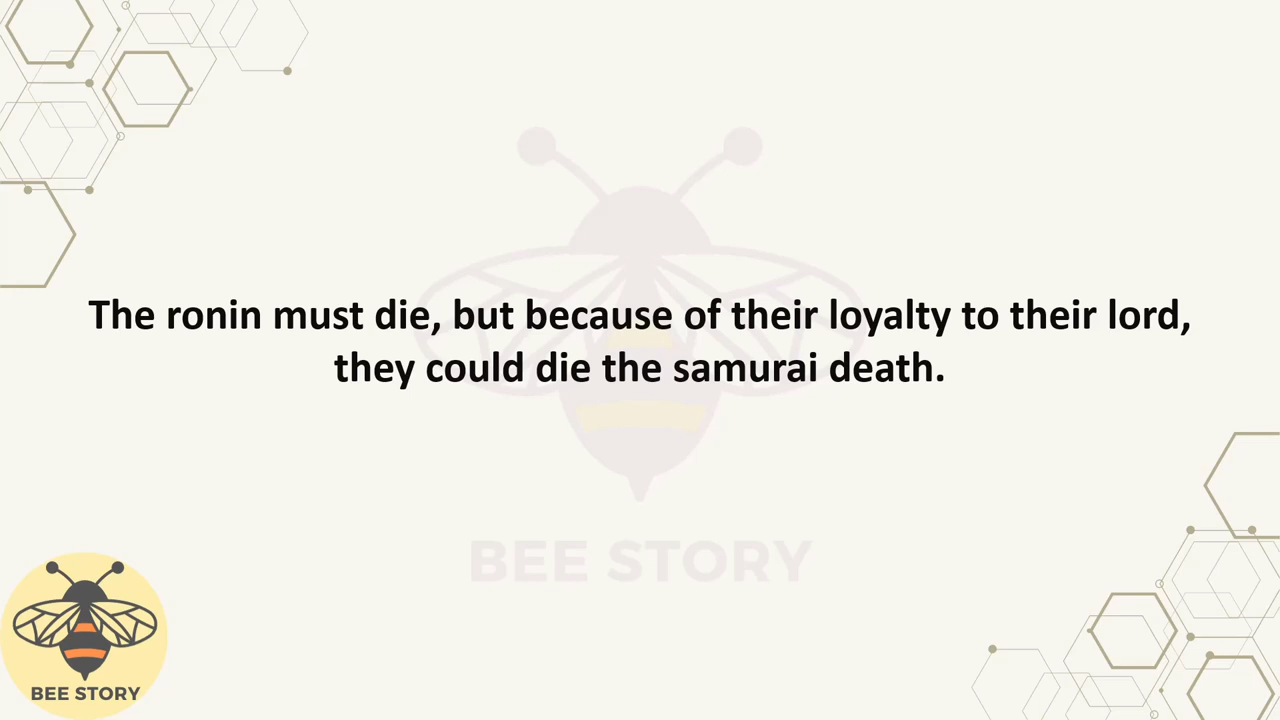 The ronin must die, but because of their loyalty to their lord,
they could die the samurai death.
BEE STORY
BEE STORY